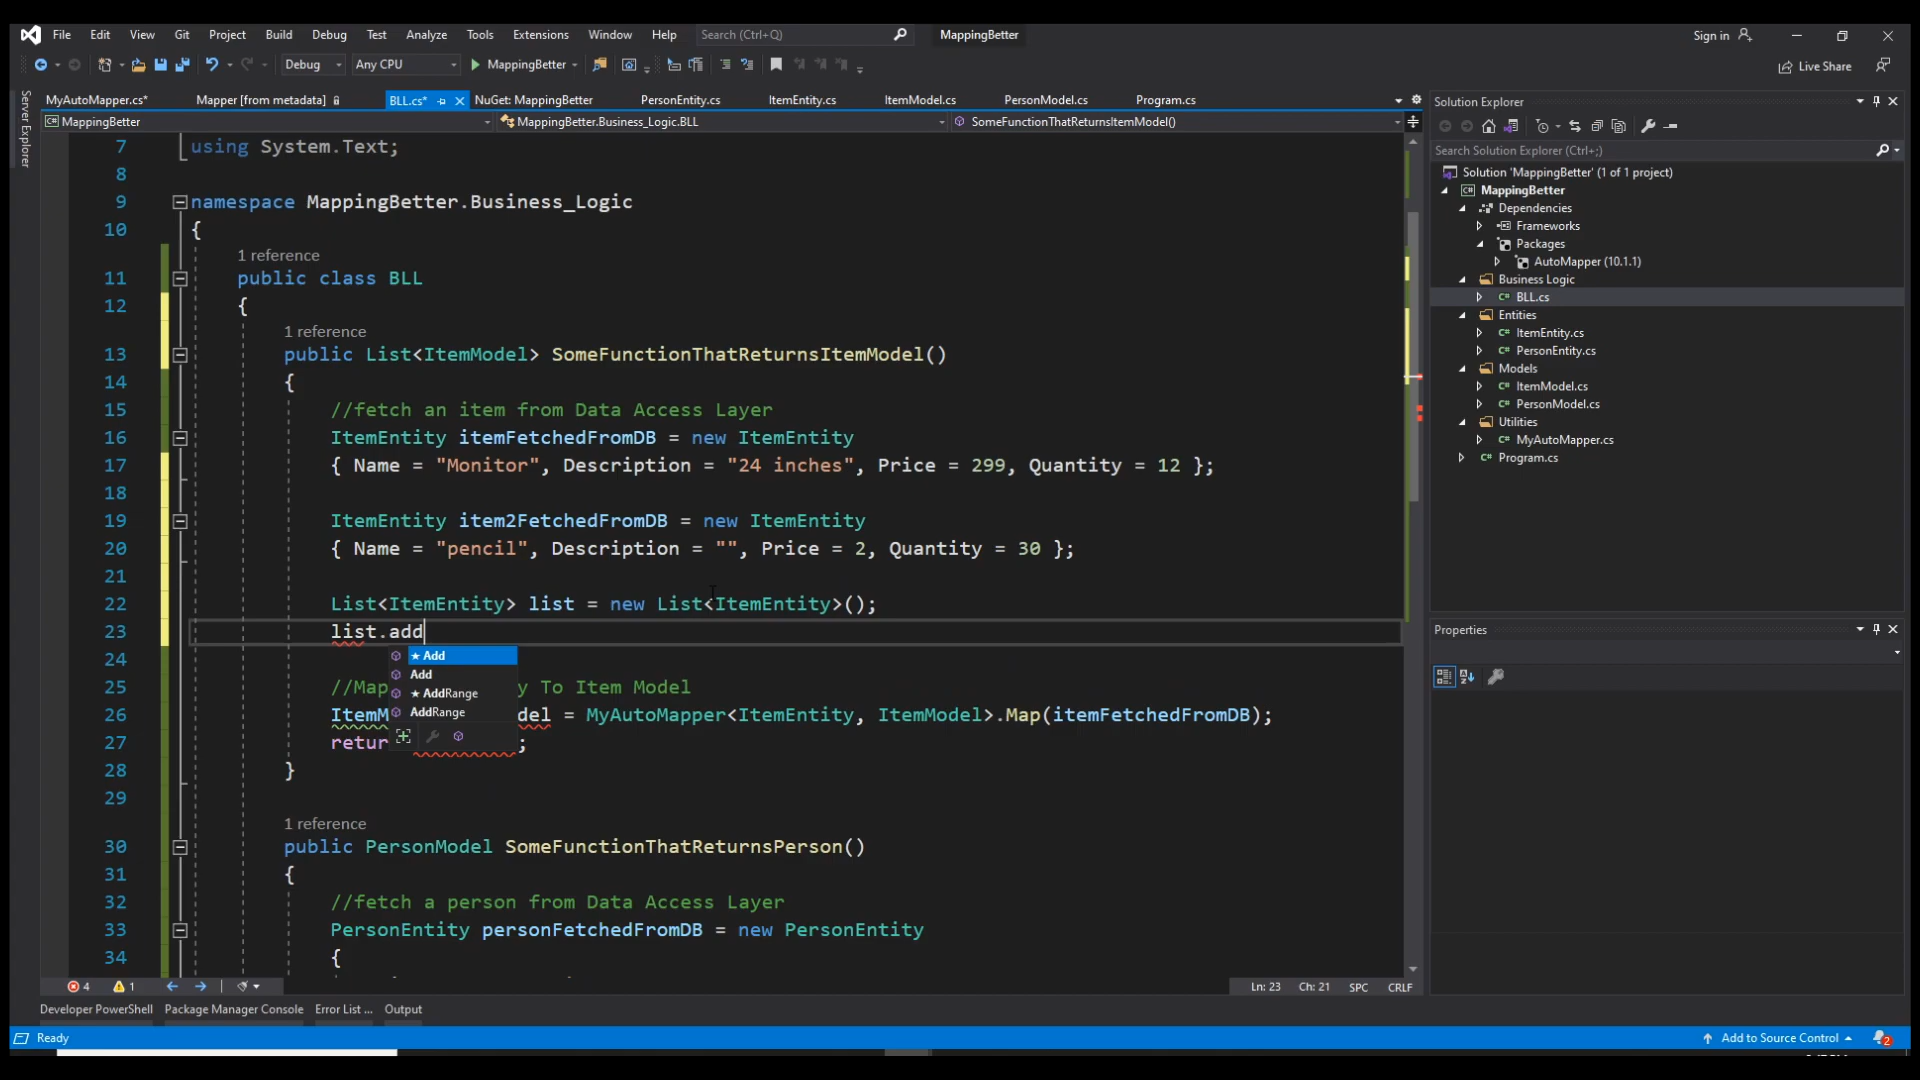 File Edit View Git Project Build Debug Test Analyze Tools Extensions Window Help Search (Ctrl+Q) MappingBetter Sign in
Debug Any CPU MappingBetter Live Share
Server Explorer
MyAutoMapper.cs* Mapper [from metadata] BLL.cs* NuGet: MappingBetter PersonEntity.cs ItemEntity.cs ItemModel.cs PersonModel.cs Program.cs
MappingBetter MappingBetter.Business_Logic.BLL SomeFunctionThatReturnsItemModel()
7 using System.Text;
8
9 namespace MappingBetter.Business_Logic
10 {
1 reference
11 public class BLL
12 {
1 reference
13 public List<ItemModel> SomeFunctionThatReturnsItemModel()
14 {
15 //fetch an item from Data Access Layer
16 ItemEntity itemFetchedFromDB = new ItemEntity
17 { Name = "Monitor", Description = "24 inches", Price = 299, Quantity = 12 };
18
19 ItemEntity item2FetchedFromDB = new ItemEntity
20 { Name = "pencil", Description = "", Price = 2, Quantity = 30 };
21
22 List<ItemEntity> list = new List<ItemEntity>();
23 list.add
24
★ Add
Add
★ AddRange
AddRange
25 //Map y To Item Model
26 ItemM del = MyAutoMapper<ItemEntity, ItemModel>.Map(itemFetchedFromDB);
27 retur ;
28 }
29
1 reference
30 public PersonModel SomeFunctionThatReturnsPerson()
31 {
32 //fetch a person from Data Access Layer
33 PersonEntity personFetchedFromDB = new PersonEntity
34 {
4 1 Ln: 23 Ch: 21 SPC CRLF
Developer PowerShell Package Manager Console Error List ... Output
Ready Add to Source Control 2
Solution Explorer
Search Solution Explorer (Ctrl+;)
Solution 'MappingBetter' (1 of 1 project)
C# MappingBetter
Dependencies
Frameworks
Packages
AutoMapper (10.1.1)
Business Logic
C# BLL.cs
Entities
C# ItemEntity.cs
C# PersonEntity.cs
Models
C# ItemModel.cs
C# PersonModel.cs
Utilities
C# MyAutoMapper.cs
C# Program.cs
Properties